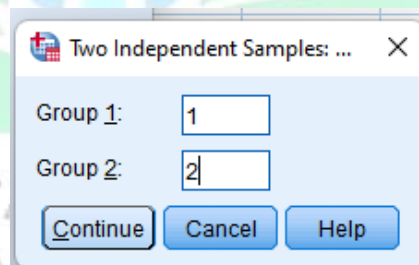 Two Independent Samples: ...
Group 1: 1
Group 2: 2
Continue Cancel Help